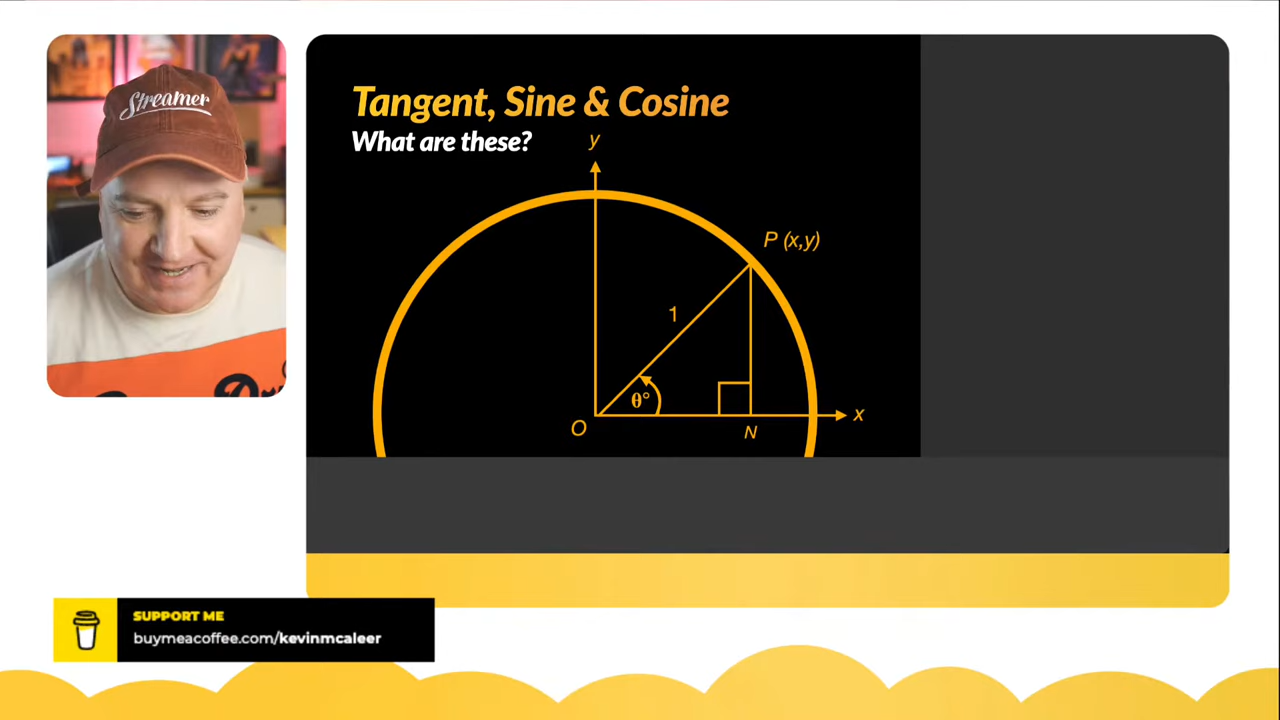 Streamer
Tangent, Sine & Cosine
What are these?
y
P (x,y)
1
θ°
x
O
N
SUPPORT ME
buymeacoffee.com/kevinmcaleer